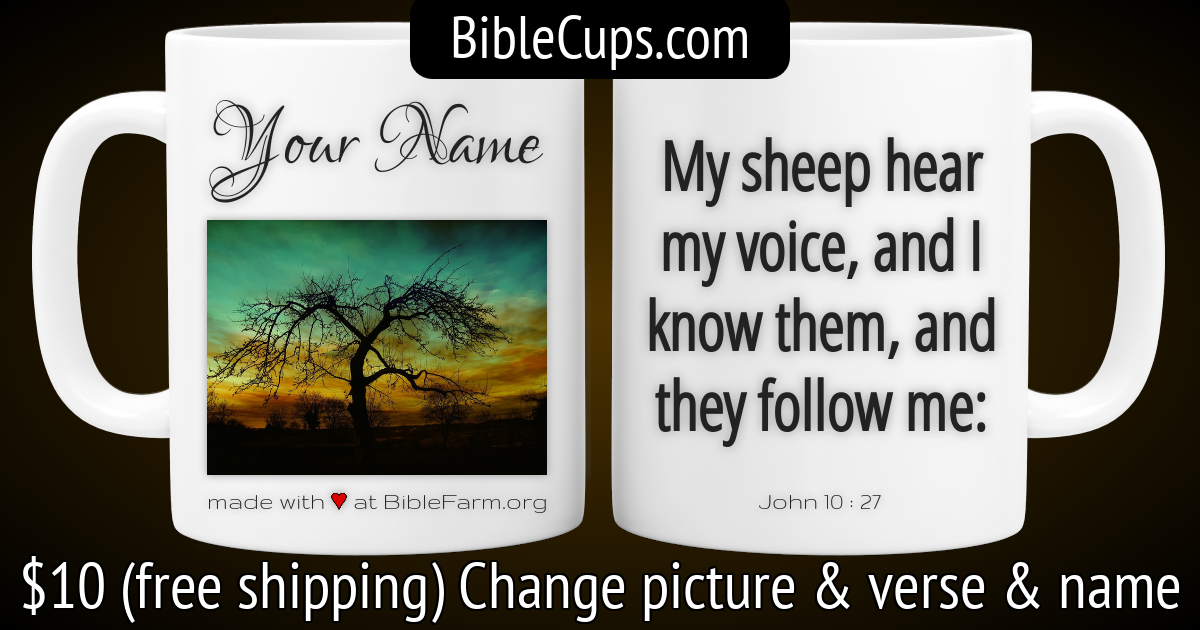 BibleCups.com
Your Name
made with ♥ at BibleFarm.org
My sheep hear
my voice, and I
know them, and
they follow me:
John 10 : 27
$10 (free shipping) Change picture & verse & name